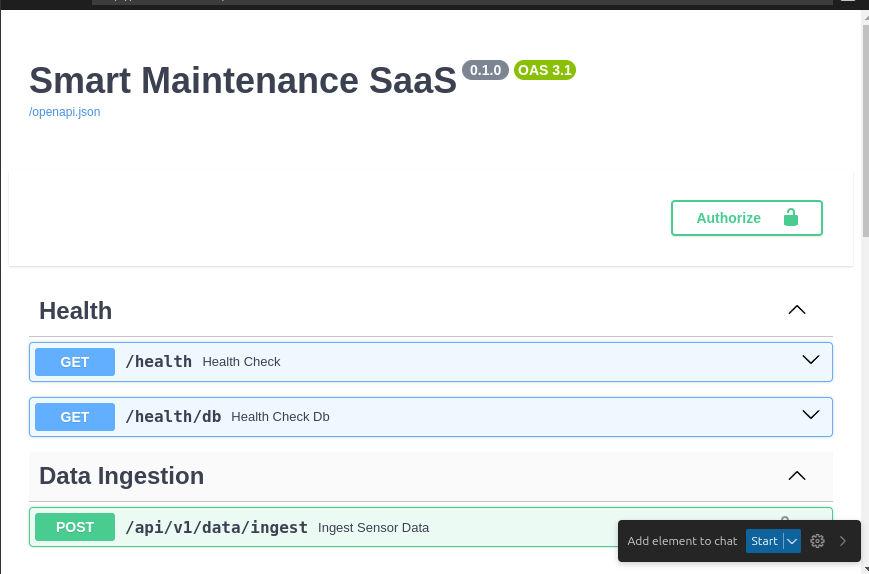 Smart Maintenance SaaS 0.1.0 OAS 3.1
/openapi.json
Authorize
Health
GET /health Health Check
GET /health/db Health Check Db
Data Ingestion
POST /api/v1/data/ingest Ingest Sensor Data
Add element to chat Start